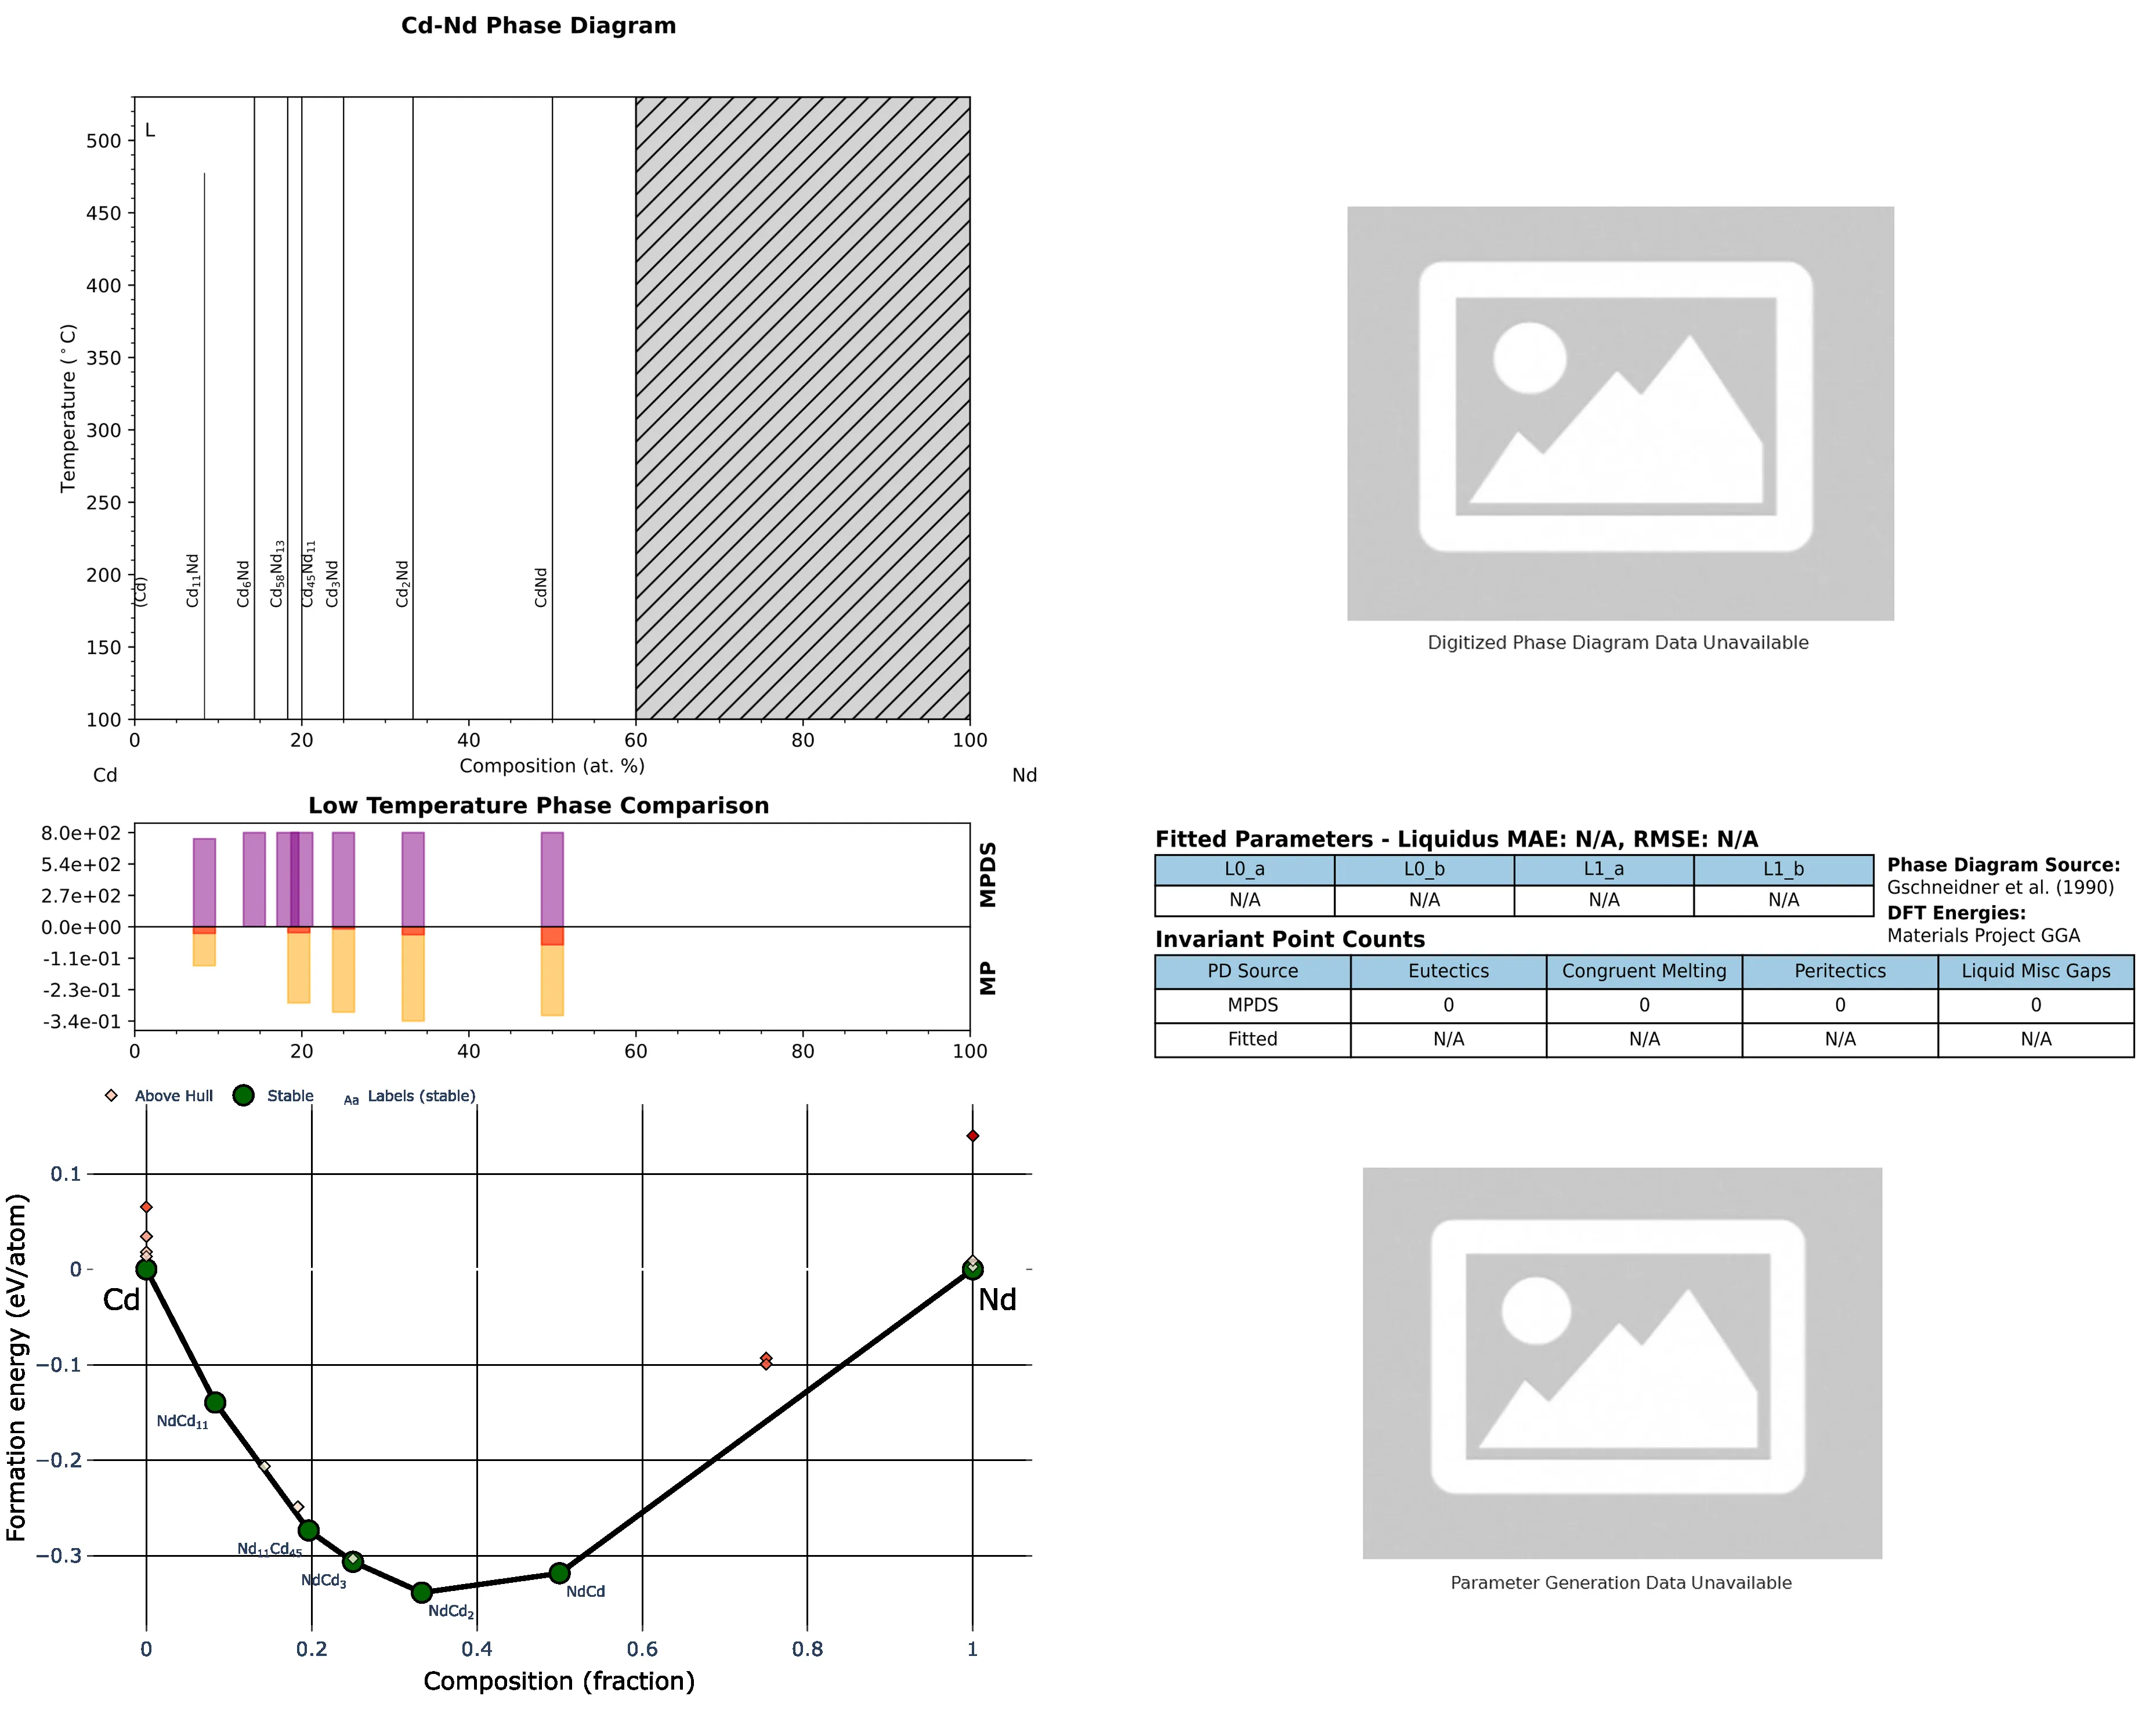 Cd-Nd Phase Diagram
L
500
450
400
350
300
250
200
150
100
Temperature (°C)
(Cd)
Cd₁₁Nd
Cd₆Nd
Cd₅₈Nd₁₃
Cd₄₅Nd₁₁
Cd₃Nd
Cd₂Nd
CdNd
0 20 40 60 80 100
Composition (at. %)
Cd Nd
Digitized Phase Diagram Data Unavailable
Low Temperature Phase Comparison
8.0e+02
5.4e+02
2.7e+02
0.0e+00
-1.1e-01
-2.3e-01
-3.4e-01
MPDS
MP
0 20 40 60 80 100
Fitted Parameters - Liquidus MAE: N/A, RMSE: N/A
L0_a L0_b L1_a L1_b
N/A N/A N/A N/A
Phase Diagram Source:
Gschneidner et al. (1990)
DFT Energies:
Materials Project GGA
Invariant Point Counts
PD Source Eutectics Congruent Melting Peritectics Liquid Misc Gaps
MPDS 0 0 0 0
Fitted N/A N/A N/A N/A
Above Hull Stable Aa Labels (stable)
0.1
0
−0.1
−0.2
−0.3
Formation energy (eV/atom)
Cd
Nd
NdCd₁₁
Nd₁₁Cd₄₅
NdCd₃
NdCd₂
NdCd
0 0.2 0.4 0.6 0.8 1
Composition (fraction)
Parameter Generation Data Unavailable